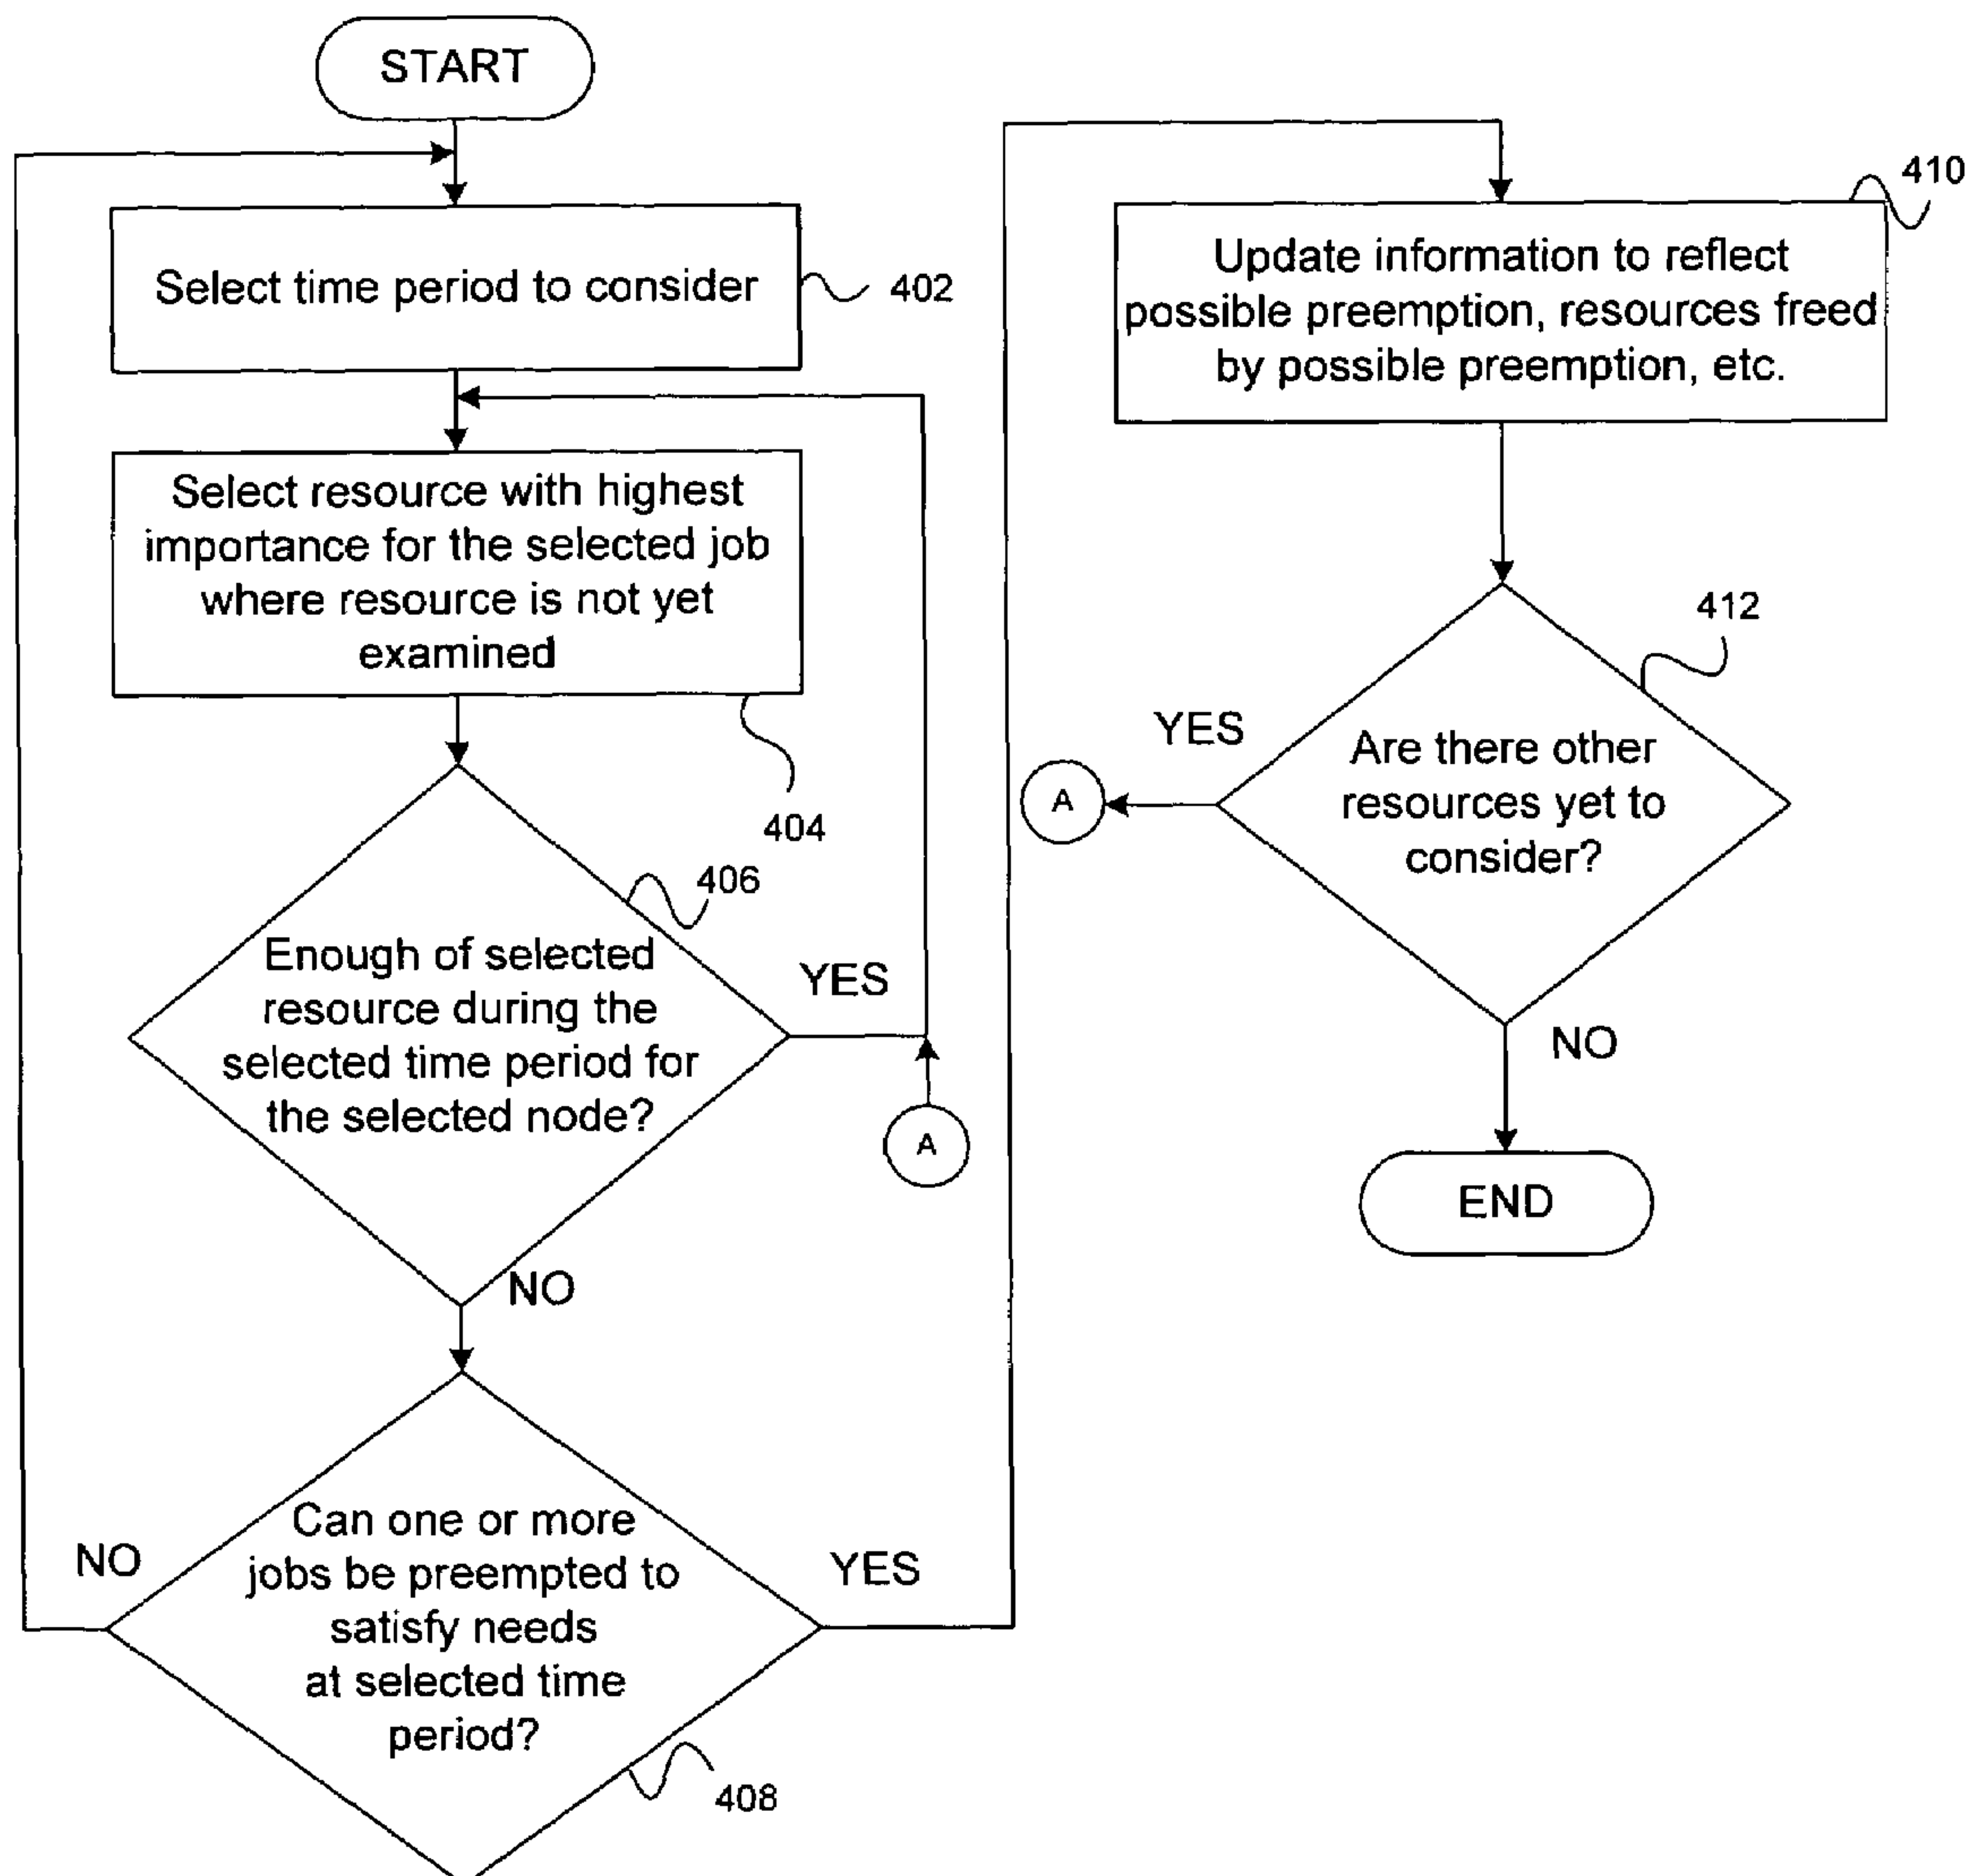 START
Select time period to consider
402
Select resource with highest
importance for the selected job
where resource is not yet
examined
404
406
Enough of selected
resource during the
selected time period for
the selected node?
YES
A
NO
Can one or more
jobs be preempted to
satisfy needs
at selected time
period?
NO
YES
408
410
Update information to reflect
possible preemption, resources freed
by possible preemption, etc.
412
Are there other
resources yet to
consider?
YES
A
NO
END